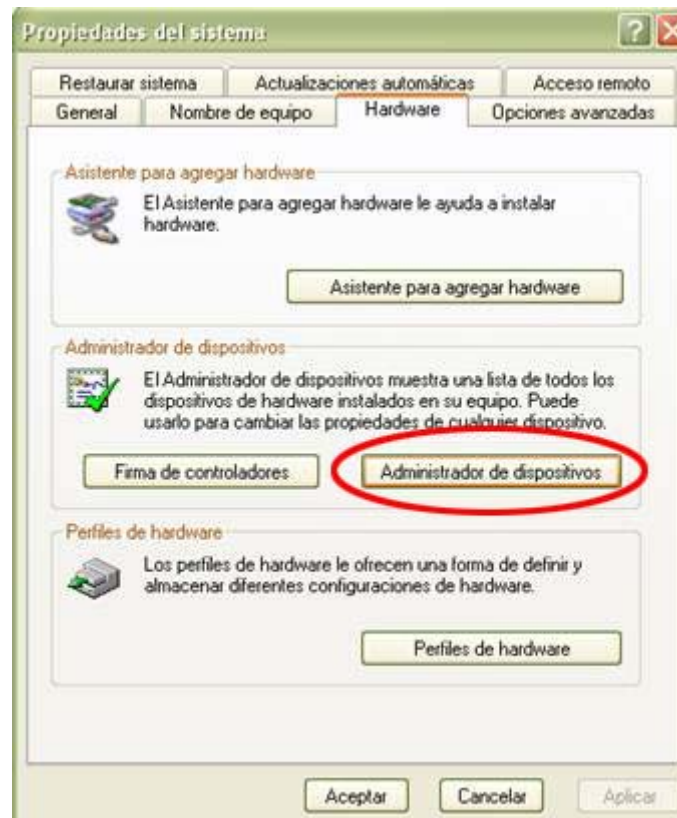 Propiedades del sistema
Restaurar sistema
Actualizaciones automáticas
Acceso remoto
General
Nombre de equipo
Hardware
Opciones avanzadas
Asistente para agregar hardware
El Asistente para agregar hardware le ayuda a instalar
hardware.
Asistente para agregar hardware
Administrador de dispositivos
El Administrador de dispositivos muestra una lista de todos los
dispositivos de hardware instalados en su equipo. Puede
usarlo para cambiar las propiedades de cualquier dispositivo.
Firma de controladores
Administrador de dispositivos
Perfiles de hardware
Los perfiles de hardware le ofrecen una forma de definir y
almacenar diferentes configuraciones de hardware.
Perfiles de hardware
Aceptar
Cancelar
Aplicar